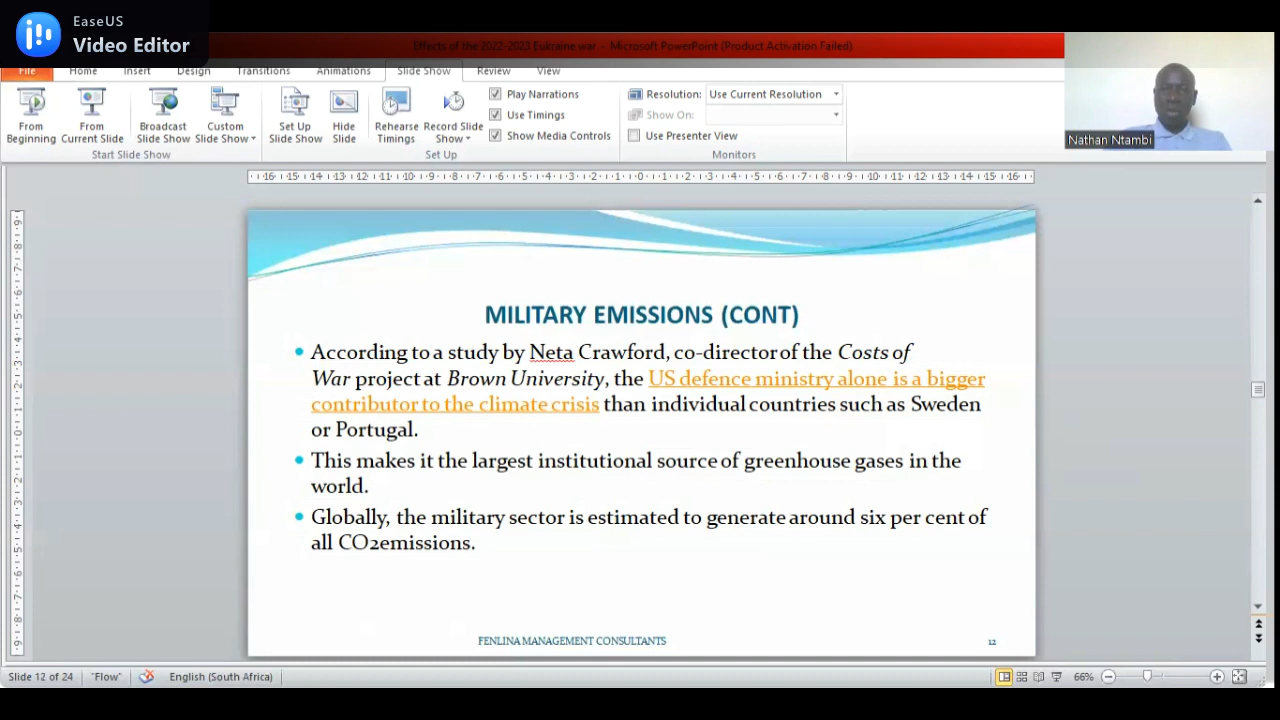 EaseUS
Video Editor
Effects of the 2022-2023 Eukraine war - Microsoft PowerPoint (Product Activation Failed)
File Home Insert Design Transitions Animations Slide Show Review View
From Beginning
From Current Slide
Broadcast Slide Show
Custom Slide Show
Set Up Slide Show
Hide Slide
Rehearse Timings
Record Slide Show
Play Narrations
Use Timings
Show Media Controls
Resolution: Use Current Resolution
Show On:
Use Presenter View
Start Slide Show
Set Up
Monitors
Nathan Ntambi
MILITARY EMISSIONS (CONT)
According to a study by Neta Crawford, co-director of the Costs of
War project at Brown University, the US defence ministry alone is a bigger
contributor to the climate crisis than individual countries such as Sweden
or Portugal.
This makes it the largest institutional source of greenhouse gases in the
world.
Globally, the military sector is estimated to generate around six per cent of
all CO2emissions.
FENLINA MANAGEMENT CONSULTANTS
12
Slide 12 of 24 "Flow" English (South Africa) 66%